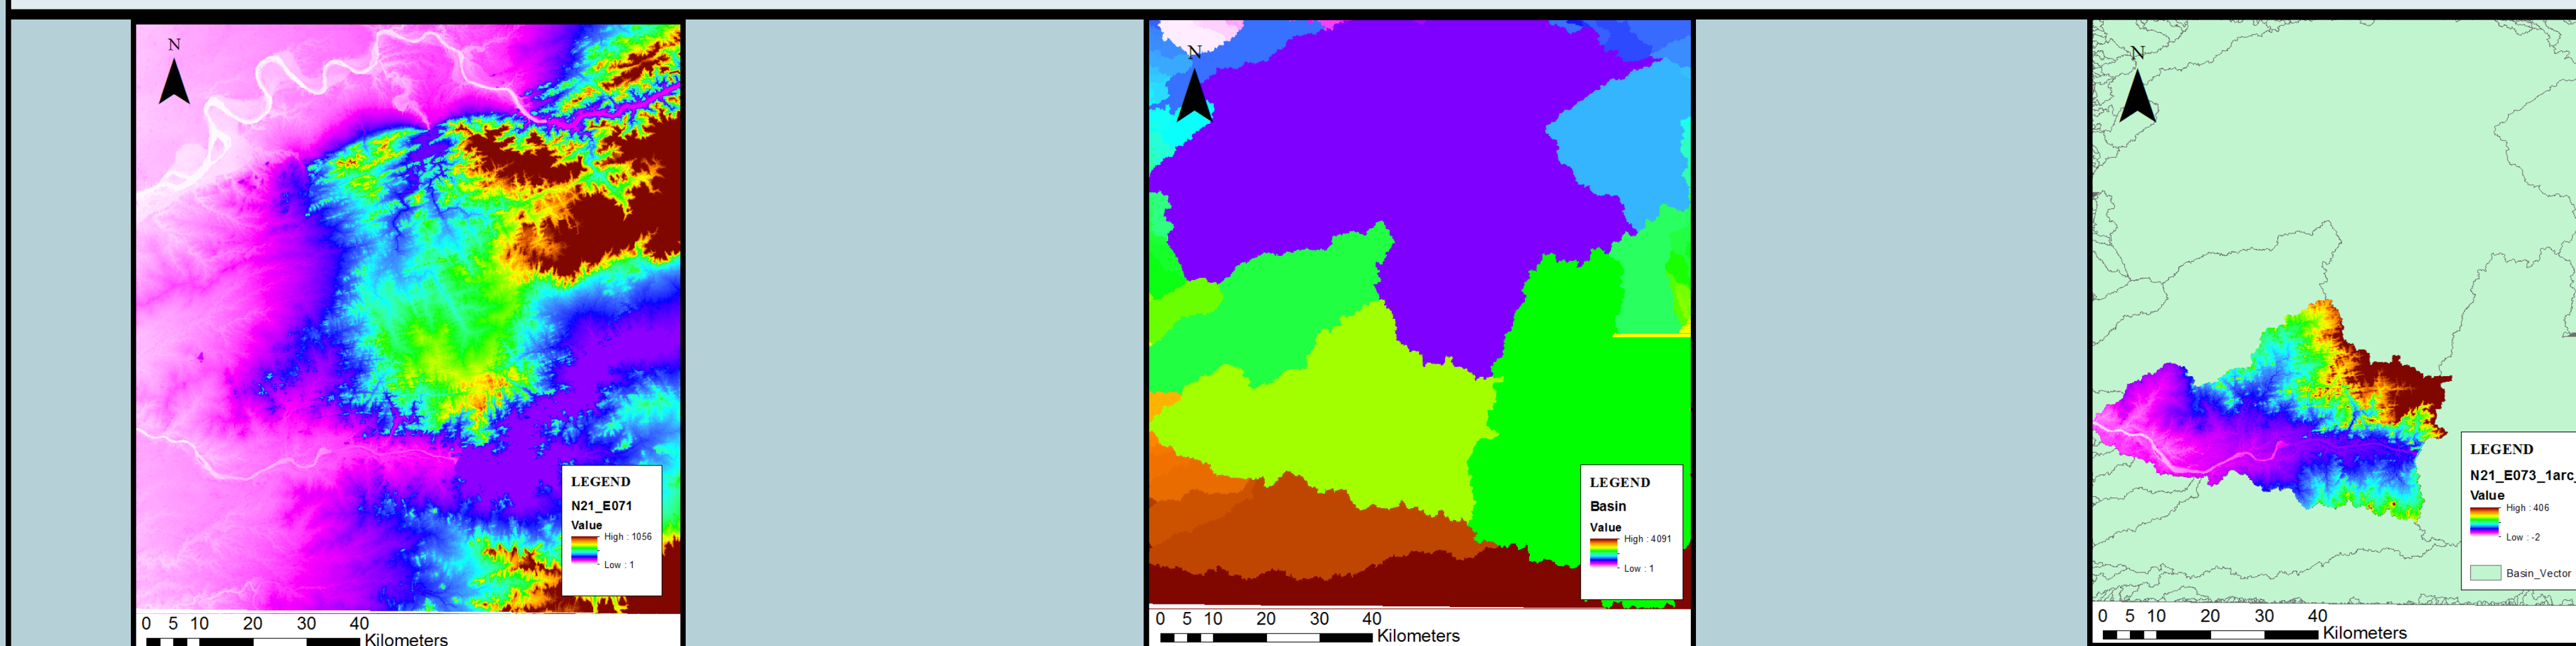 N
LEGEND
N21_E071
Value
High : 1056
Low : 1
0 5 10 20 30 40
Kilometers
N
LEGEND
Basin
Value
High : 4091
Low : 1
0 5 10 20 30 40
Kilometers
N
LEGEND
N21_E073_1arc_
Value
High : 406
Low : -2
Basin_Vector
0 5 10 20 30 40
Kilometers